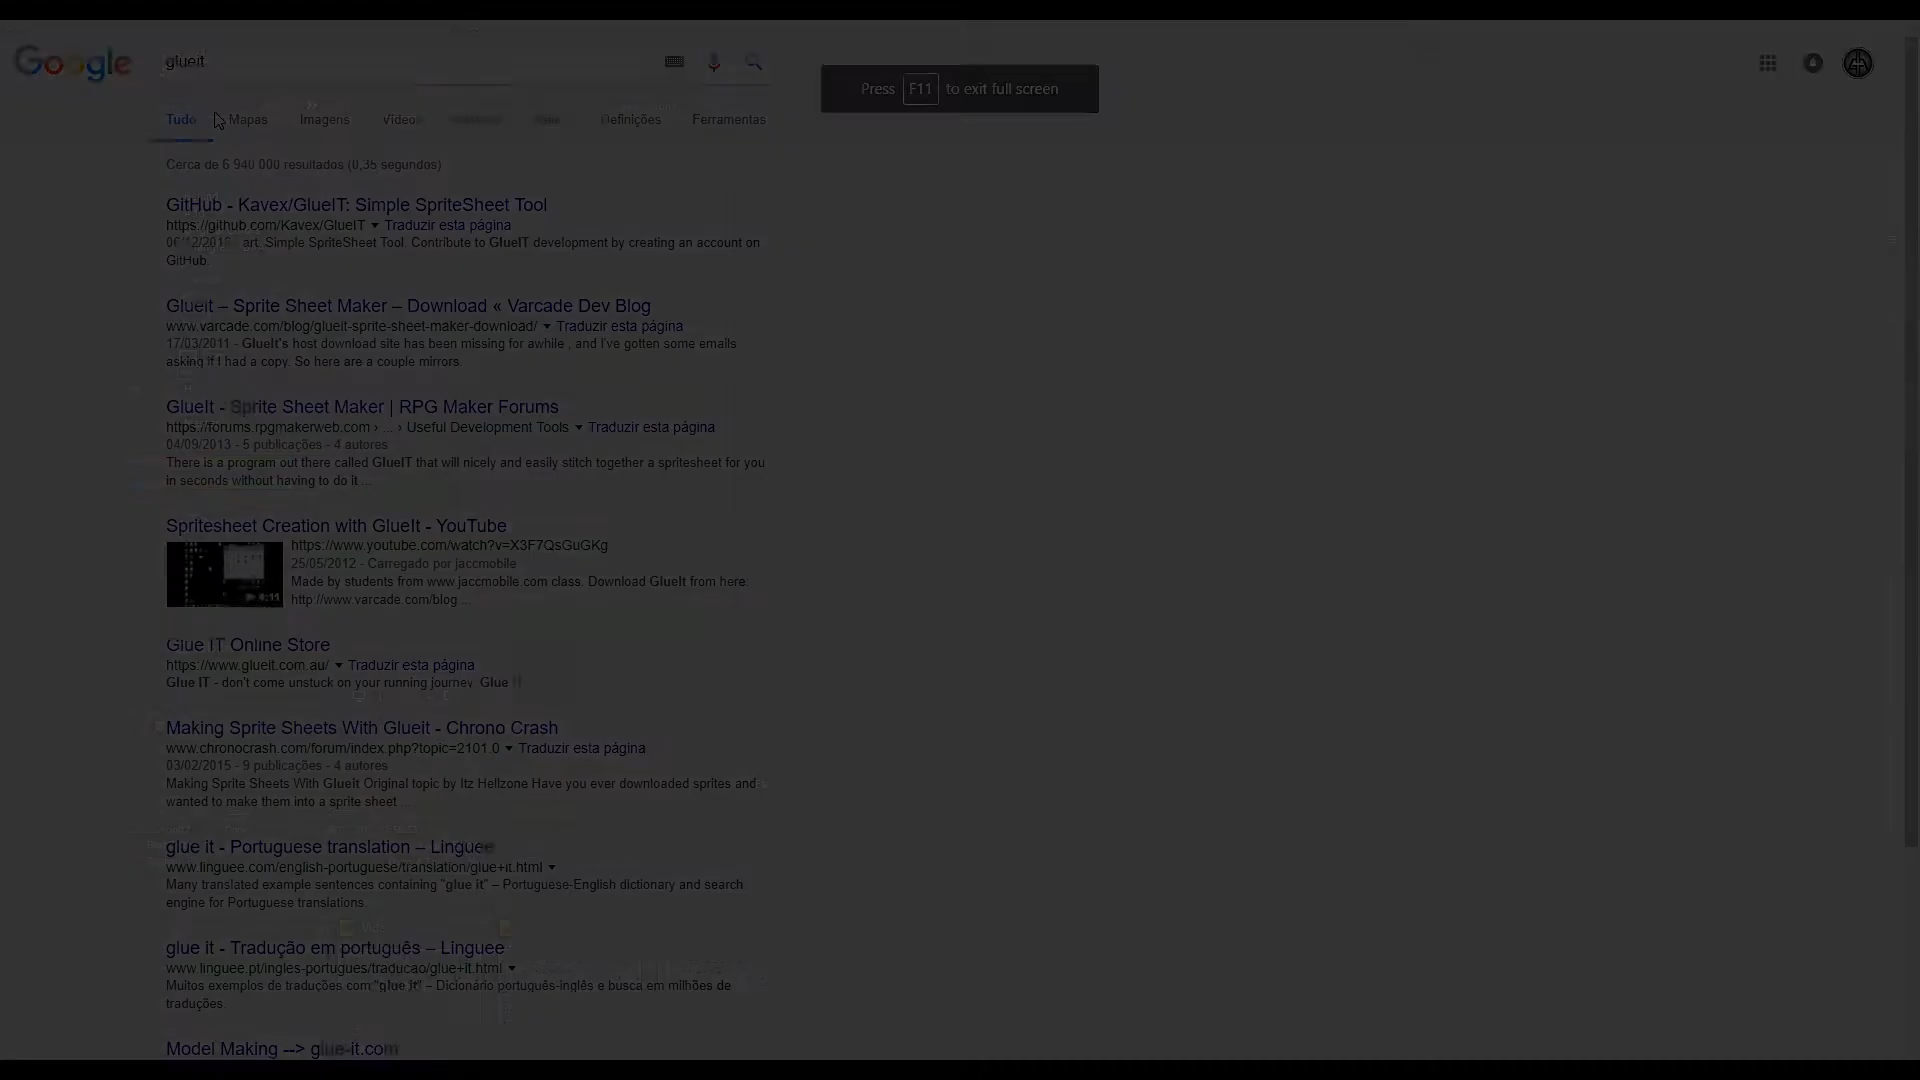 Google
glueit
Press F11 to exit full screen
Tudo Mapas Imagens Vídeo Definições Ferramentas
Cerca de 6 940 000 resultados (0,35 segundos)
GitHub - Kavex/GlueIT: Simple SpriteSheet Tool
https://github.com/Kavex/GlueIT ▾ Traduzir esta página
art. Simple SpriteSheet Tool. Contribute to GlueIT development by creating an account on
GitHub.
Glueit – Sprite Sheet Maker – Download « Varcade Dev Blog
www.varcade.com/blog/glueit-sprite-sheet-maker-download/ ▾ Traduzir esta página
17/03/2011 - GlueIt's host download site has been missing for awhile , and I've gotten some emails
asking if I had a copy. So here are a couple mirrors.
GlueIt - Sprite Sheet Maker | RPG Maker Forums
https://forums.rpgmakerweb.com › ... › Useful Development Tools ▾ Traduzir esta página
04/09/2013 - 5 publicações - 4 autores
There is a program out there called GlueIT that will nicely and easily stitch together a spritesheet for you
in seconds without having to do it ...
Spritesheet Creation with GlueIt - YouTube
https://www.youtube.com/watch?v=X3F7QsGuGKg
25/05/2012 - Carregado por jaccmobile
Made by students from www.jaccmobile.com class. Download GlueIt from here.
http://www.varcade.com/blog ...
Glue IT Online Store
https://www.glueit.com.au/ ▾ Traduzir esta página
Glue IT - don't come unstuck on your running journey. Glue
Making Sprite Sheets With Glueit - Chrono Crash
www.chronocrash.com/forum/index.php?topic=2101.0 ▾ Traduzir esta página
03/02/2015 - 9 publicações - 4 autores
Making Sprite Sheets With Glueit Original topic by Itz Hellzone Have you ever downloaded sprites and
wanted to make them into a sprite sheet ...
glue it - Portuguese translation – Linguee
www.linguee.com/english-portuguese/translation/glue+it.html ▾
Many translated example sentences containing "glue it" – Portuguese-English dictionary and search
engine for Portuguese translations.
glue it - Tradução em português – Linguee
www.linguee.pt/ingles-portugues/traducao/glue+it.html ▾
Muitos exemplos de traduções com "glue it" – Dicionário português-inglês e busca em milhões de
traduções.
Model Making --> glue-it.com